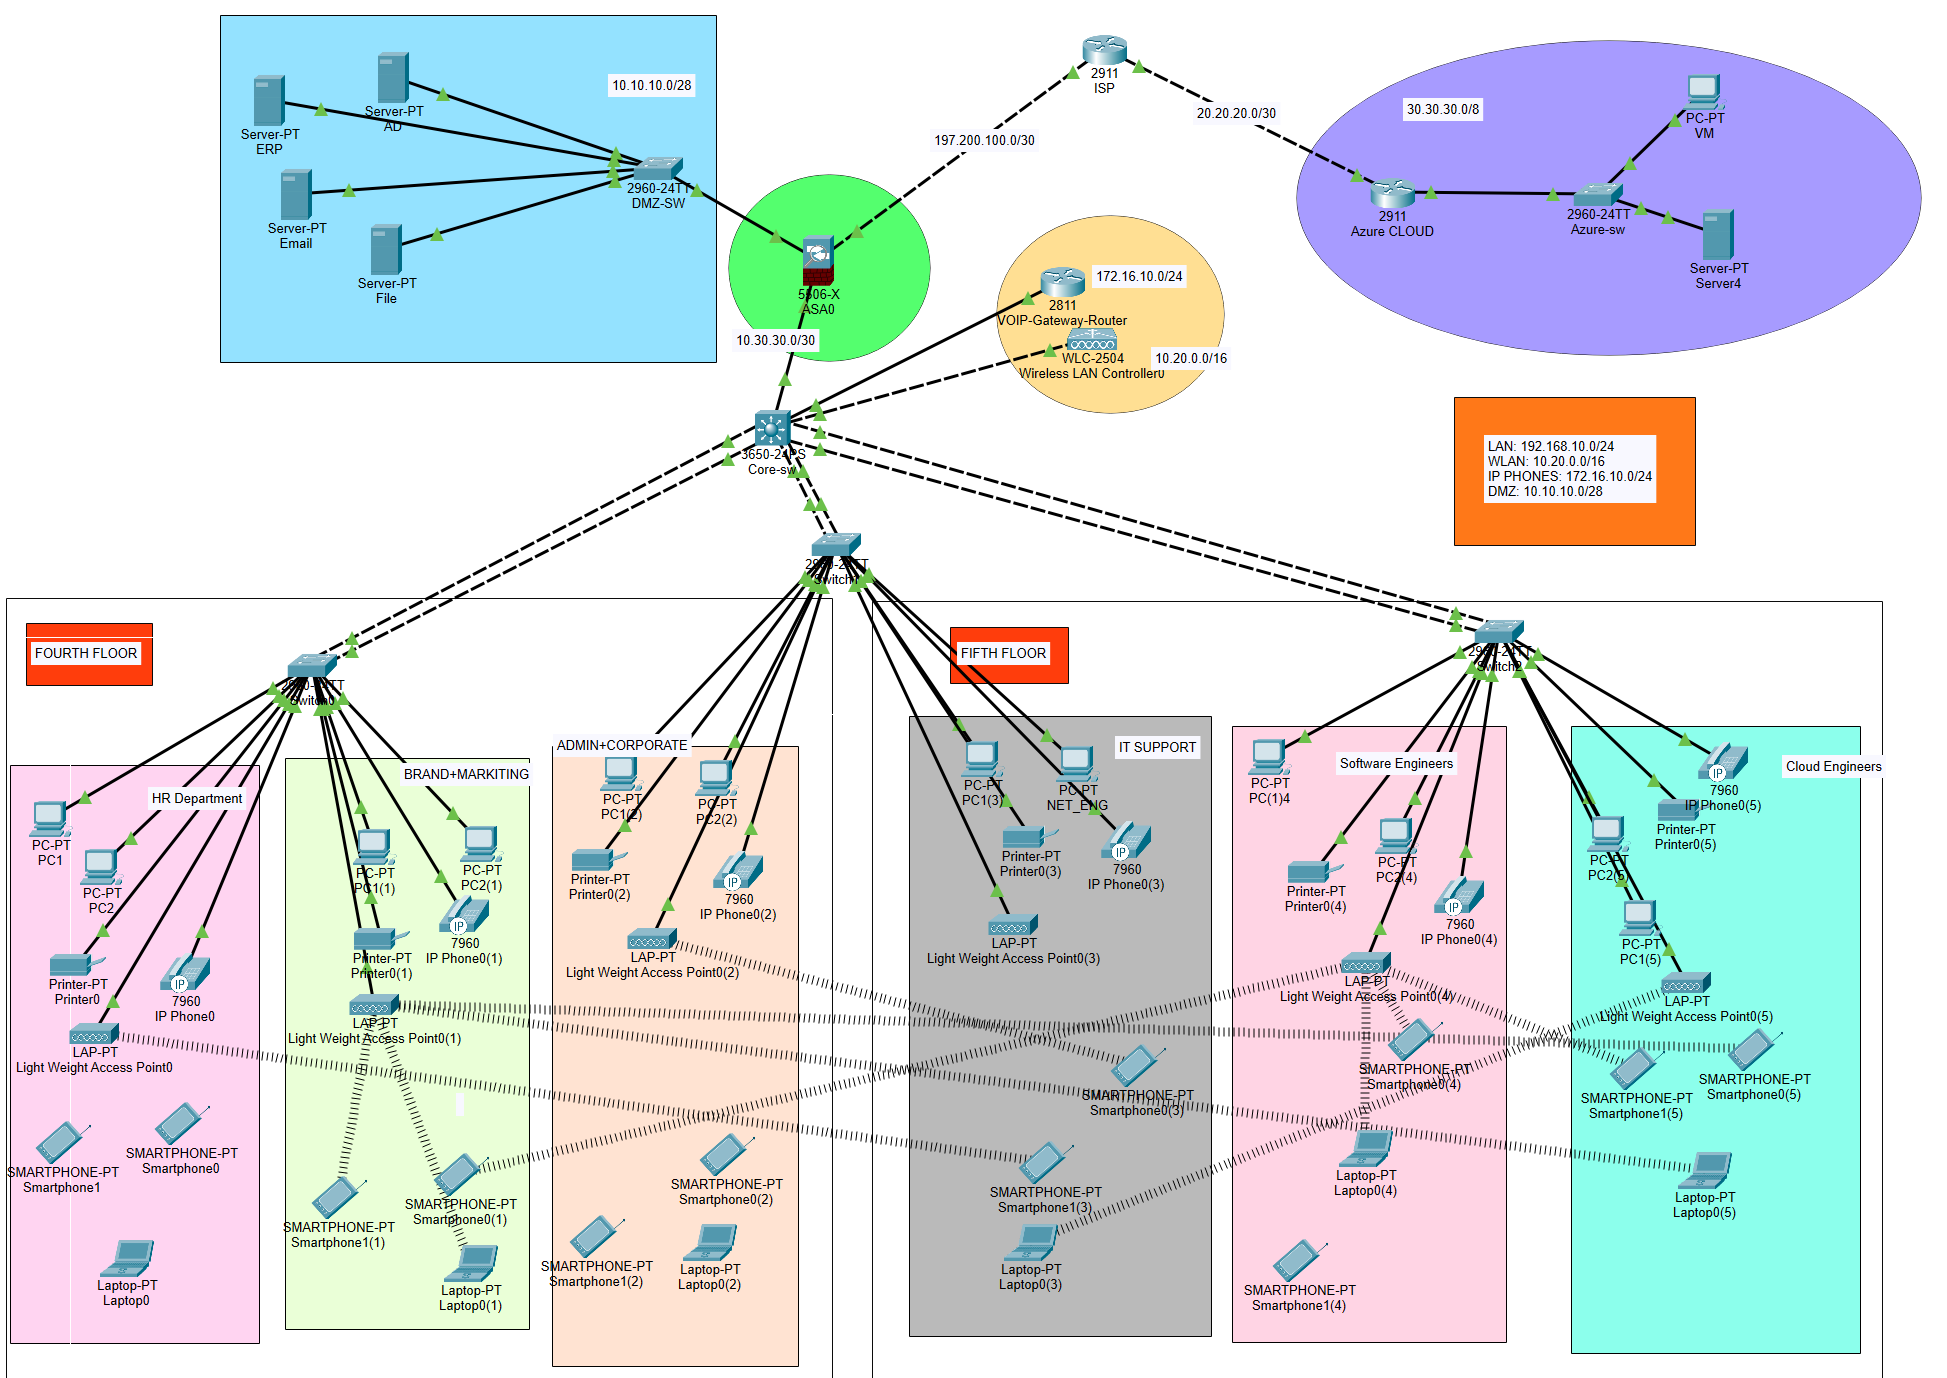 10.10.10.0/28
Server-PT
AD
Server-PT
ERP
Server-PT
Email
Server-PT
File
2960-24TT
DMZ-SW
2911
ISP
197.200.100.0/30
20.20.20.0/30
30.30.30.0/8
PC-PT
VM
2911
Azure CLOUD
2960-24TT
Azure-sw
Server-PT
Server4
5506-X
ASA0
10.30.30.0/30
172.16.10.0/24
2811
VOIP-Gateway-Router
WLC-2504
Wireless LAN Controller0
10.20.0.0/16
3650-24PS
Core-sw
LAN: 192.168.10.0/24
WLAN: 10.20.0.0/16
IP PHONES: 172.16.10.0/24
DMZ: 10.10.10.0/28
2960-24TT
Switch1
FOURTH FLOOR
2960-24TT
Switch0
FIFTH FLOOR
2960-24TT
Switch2
HR Department
PC-PT
PC1
PC-PT
PC2
Printer-PT
Printer0
7960
IP Phone0
LAP-PT
Light Weight Access Point0
SMARTPHONE-PT
Smartphone1
SMARTPHONE-PT
Smartphone0
Laptop-PT
Laptop0
BRAND+MARKITING
PC-PT
PC1(1)
PC-PT
PC2(1)
Printer-PT
Printer0(1)
7960
IP Phone0(1)
LAP-PT
Light Weight Access Point0(1)
SMARTPHONE-PT
Smartphone1(1)
SMARTPHONE-PT
Smartphone0(1)
Laptop-PT
Laptop0(1)
ADMIN+CORPORATE
PC-PT
PC1(2)
PC-PT
PC2(2)
Printer-PT
Printer0(2)
7960
IP Phone0(2)
LAP-PT
Light Weight Access Point0(2)
SMARTPHONE-PT
Smartphone0(2)
SMARTPHONE-PT
Smartphone1(2)
Laptop-PT
Laptop0(2)
IT SUPPORT
PC-PT
PC1(3)
PC-PT
NET_ENG
Printer-PT
Printer0(3)
7960
IP Phone0(3)
LAP-PT
Light Weight Access Point0(3)
SMARTPHONE-PT
Smartphone0(3)
SMARTPHONE-PT
Smartphone1(3)
Laptop-PT
Laptop0(3)
Software Engineers
PC-PT
PC(1)4
PC-PT
PC2(4)
Printer-PT
Printer0(4)
7960
IP Phone0(4)
LAP-PT
Light Weight Access Point0(4)
SMARTPHONE-PT
Smartphone0(4)
Laptop-PT
Laptop0(4)
SMARTPHONE-PT
Smartphone1(4)
Cloud Engineers
7960
IP Phone0(5)
Printer-PT
Printer0(5)
PC-PT
PC2(5)
PC-PT
PC1(5)
LAP-PT
Light Weight Access Point0(5)
SMARTPHONE-PT
Smartphone1(5)
SMARTPHONE-PT
Smartphone0(5)
Laptop-PT
Laptop0(5)